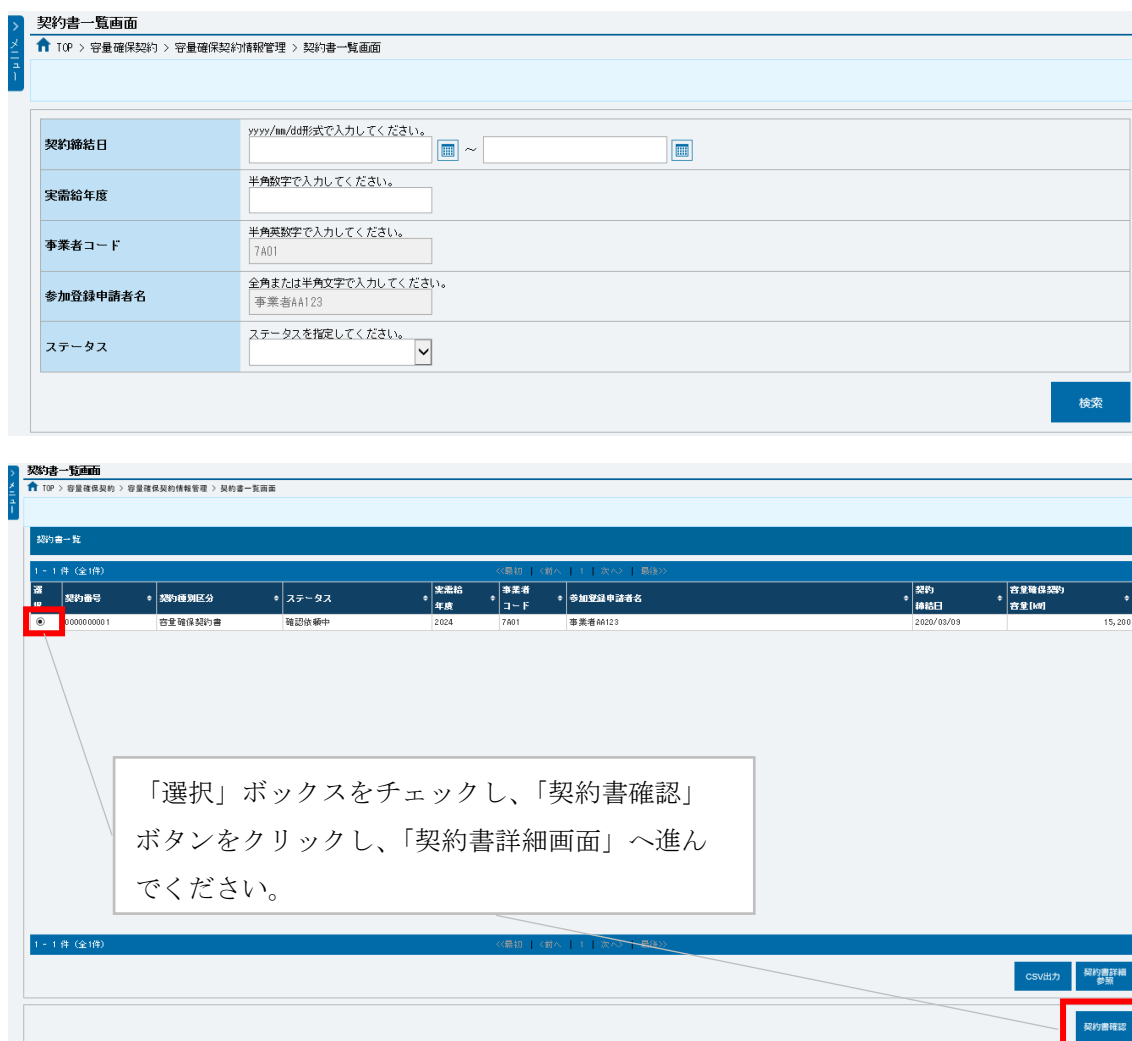 契約書一覧画面
TOP > 容量確保契約 > 容量確保契約情報管理 > 契約書一覧画面
> メニュー
契約締結日
yyyy/mm/dd形式で入力してください。
～
実需給年度
半角数字で入力してください。
事業者コード
半角英数字で入力してください。
7A01
参加登録申請者名
全角または半角文字で入力してください。
事業者AA123
ステータス
ステータスを指定してください。
検索
契約書一覧画面
TOP > 容量確保契約 > 容量確保契約情報管理 > 契約書一覧画面
> メニュー
契約書一覧
1 - 1 件 (全1件) <<最初 | <前へ | 1 | 次へ> | 最後>>
選択 契約番号 契約種別区分 ステータス 実需給年度 事業者コード 参加登録申請者名 契約締結日 容量確保契約容量[kW]
0000000001 容量確保契約書 確認依頼中 2024 7A01 事業者AA123 2020/03/09 15,200
「選択」ボックスをチェックし、「契約書確認」
ボタンをクリックし、「契約書詳細画面」へ進ん
でください。
1 - 1 件 (全1件) <<最初 | <前へ | 1 | 次へ> | 最後>>
CSV出力 契約書詳細参照
契約書確認